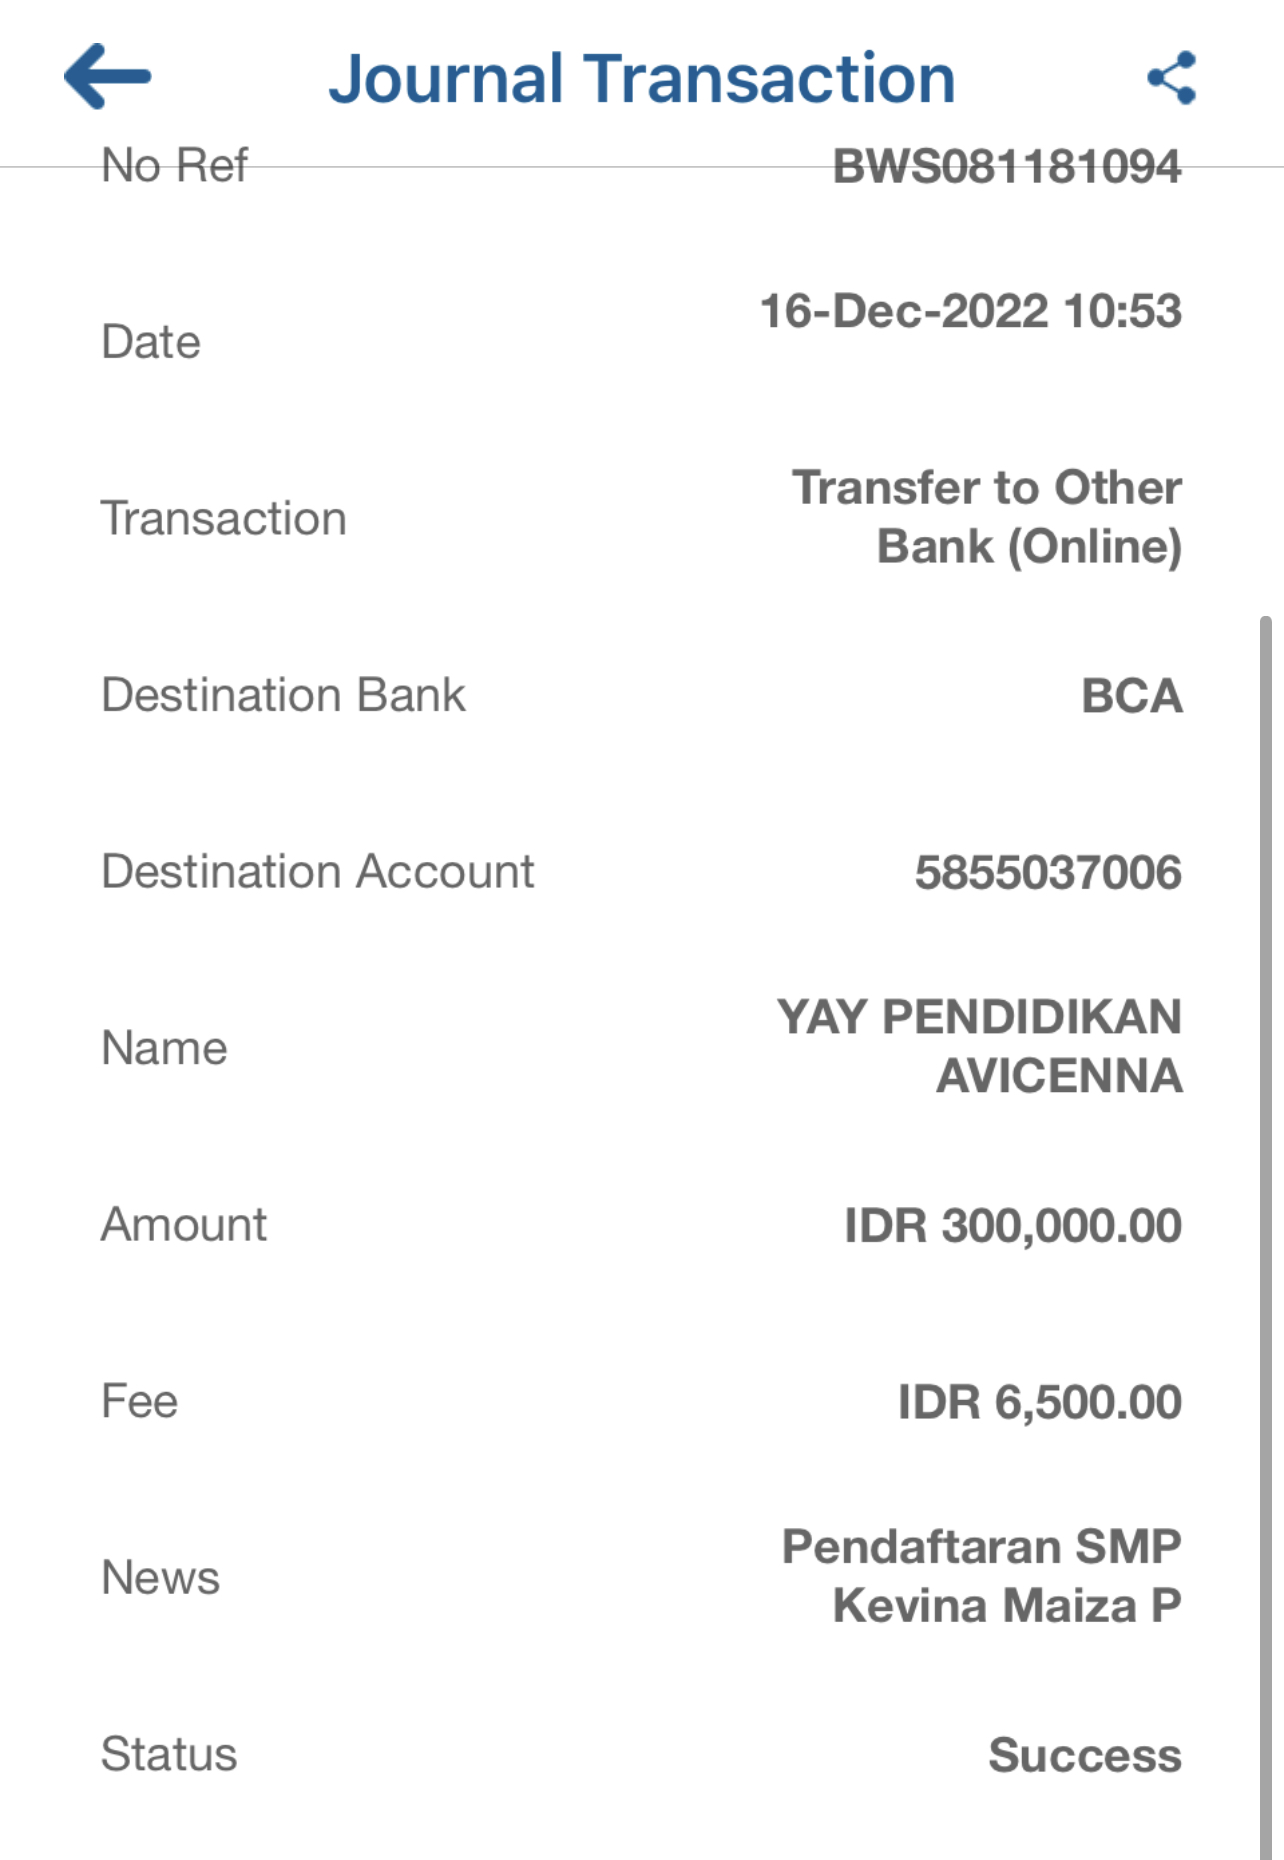 Journal Transaction
No Ref BWS081181094
Date 16-Dec-2022 10:53
Transaction Transfer to Other
Bank (Online)
Destination Bank BCA
Destination Account 5855037006
Name YAY PENDIDIKAN
AVICENNA
Amount IDR 300,000.00
Fee IDR 6,500.00
News Pendaftaran SMP
Kevina Maiza P
Status Success